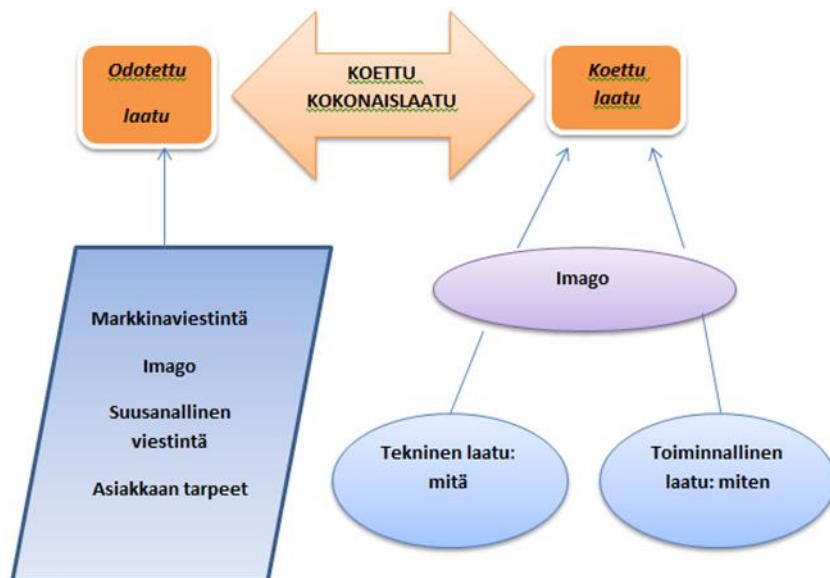 Odotettu
laatu
KOETTU
KOKONAISLAATU
Koettu
laatu
Markkinaviestintä
Imago
Suusanallinen
viestintä
Asiakkaan tarpeet
Imago
Tekninen laatu:
mitä
Toiminnallinen
laatu: miten